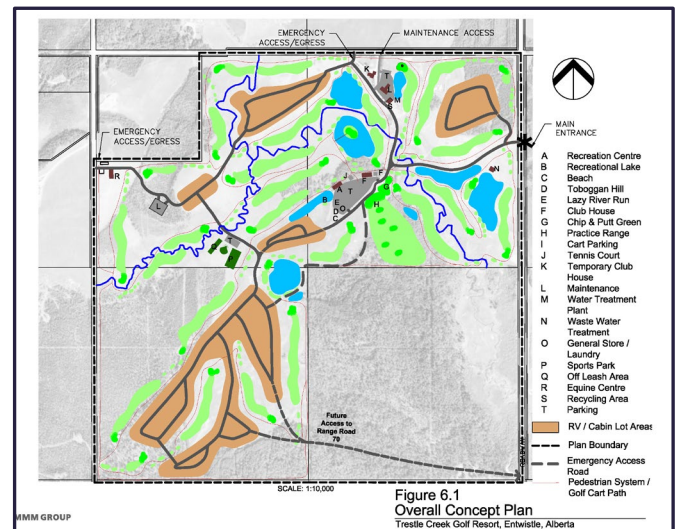 EMERGENCY
ACCESS/EGRESS
MAINTENANCE ACCESS
EMERGENCY
ACCESS/EGRESS
MAIN
ENTRANCE
K
T
L
M
S
R
L
J
F
F
A
T
G
B
E
D
O
C
H
N
T
Q
P
A Recreation Centre
B Recreational Lake
C Beach
D Toboggan Hill
E Lazy River Run
F Club House
G Chip & Putt Green
H Practice Range
I Cart Parking
J Tennis Court
K Temporary Club
House
L Maintenance
M Water Treatment
Plant
N Waste Water
Treatment
O General Store /
Laundry
P Sports Park
Q Off Leash Area
R Equine Centre
S Recycling Area
T Parking
RV / Cabin Lot Areas
Plan Boundary
Emergency Access
Road
Pedestrian System /
Golf Cart Path
Future
Access to
Range Road
70
SCALE: 1:10,000
Figure 6.1
Overall Concept Plan
Trestle Creek Golf Resort, Entwistle, Alberta
MMM GROUP